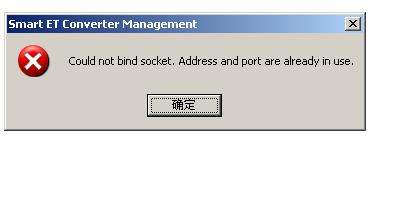 Smart ET Converter Management
Could not bind socket. Address and port are already in use.
确定